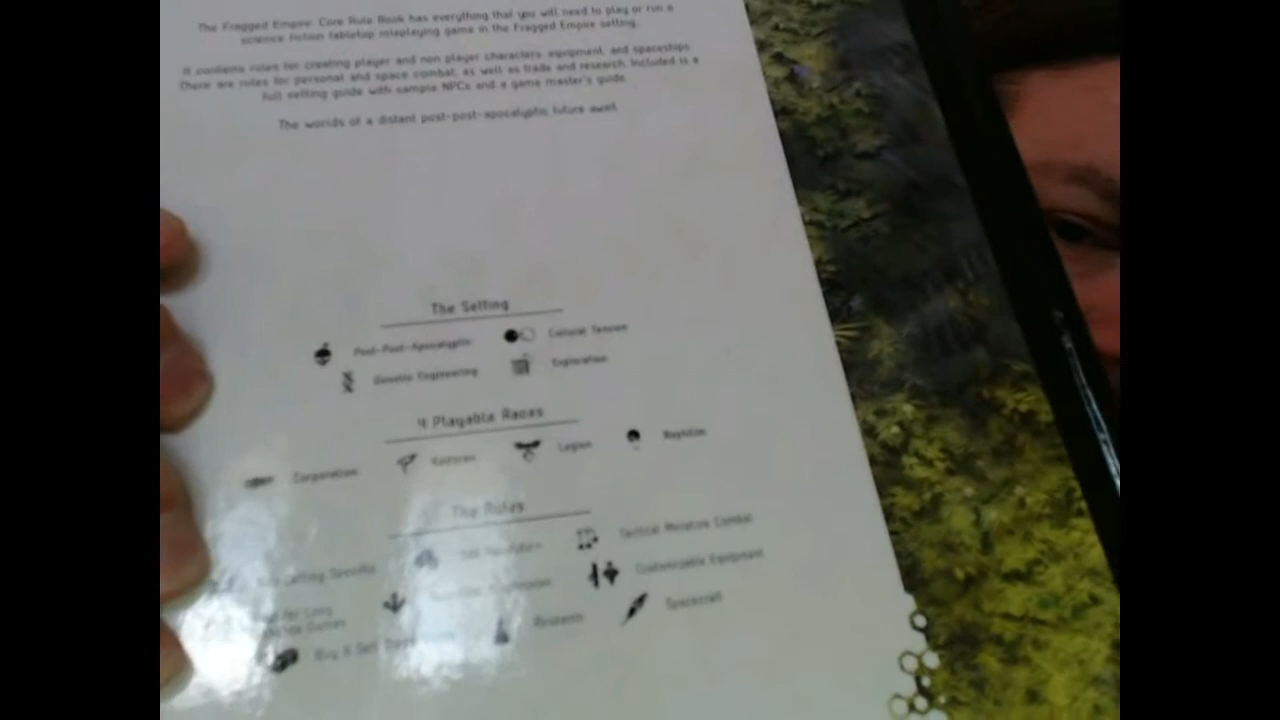 The Fragged Empire: Core Rule Book has everything that you will need to play or run a
science fiction tabletop roleplaying game in the Fragged Empire setting.
It contains rules for creating player and non player characters, equipment, and spaceships.
There are rules for personal and space combat, as well as trade and research. Included is a
full setting guide with sample NPCs and a game master's guide.
The worlds of a distant post-post-apocalyptic future await
The Setting
Post-Post-Apocalyptic
Cultural Tension
Genetic Engineering
Exploration
4 Playable Races
Corporation
Kaltoran
Legion
Nephilim
The Rules
Tactical Miniature Combat
Setting Specific
Customizable Equipment
for Long
Games
Research
Spacecraft
Buy & Sell